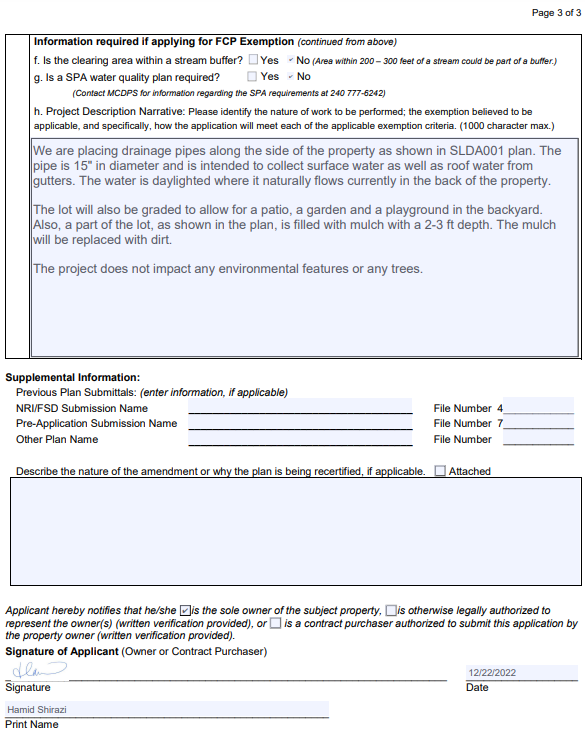 Page 3 of 3
Information required if applying for FCP Exemption (continued from above)
f. Is the clearing area within a stream buffer? Yes No (Area within 200 – 300 feet of a stream could be part of a buffer.)
g. Is a SPA water quality plan required? Yes No
(Contact MCDPS for information regarding the SPA requirements at 240 777-6242)
h. Project Description Narrative: Please identify the nature of work to be performed; the exemption believed to be
applicable, and specifically, how the application will meet each of the applicable exemption criteria. (1000 character max.)
We are placing drainage pipes along the side of the property as shown in SLDA001 plan. The
pipe is 15" in diameter and is intended to collect surface water as well as roof water from
gutters. The water is daylighted where it naturally flows currently in the back of the property.
The lot will also be graded to allow for a patio, a garden and a playground in the backyard.
Also, a part of the lot, as shown in the plan, is filled with mulch with a 2-3 ft depth. The mulch
will be replaced with dirt.
The project does not impact any environmental features or any trees.
Supplemental Information:
Previous Plan Submittals: (enter information, if applicable)
NRI/FSD Submission Name File Number 4
Pre-Application Submission Name File Number 7
Other Plan Name File Number
Describe the nature of the amendment or why the plan is being recertified, if applicable. Attached
Applicant hereby notifies that he/she is the sole owner of the subject property, is otherwise legally authorized to
represent the owner(s) (written verification provided), or is a contract purchaser authorized to submit this application by
the property owner (written verification provided).
Signature of Applicant (Owner or Contract Purchaser)
12/22/2022
Signature Date
Hamid Shirazi
Print Name